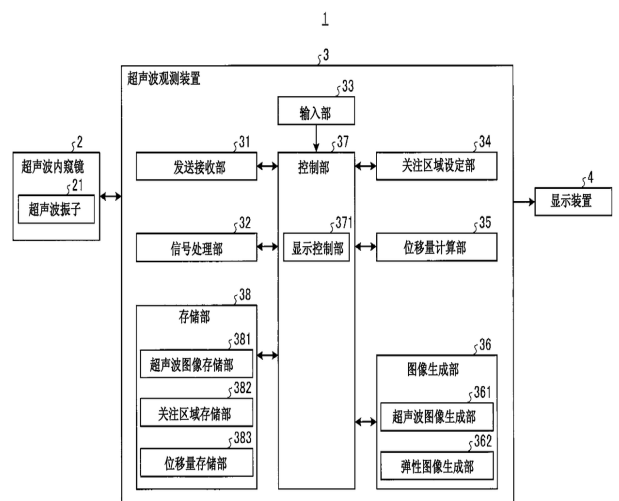 1
3
超声波观测装置
33
输入部
2
超声波内窥镜
21
超声波振子
31
发送接收部
37
控制部
34
关注区域设定部
4
显示装置
32
信号处理部
371
显示控制部
35
位移量计算部
38
存储部
381
超声波图像存储部
382
关注区域存储部
383
位移量存储部
36
图像生成部
361
超声波图像生成部
362
弹性图像生成部